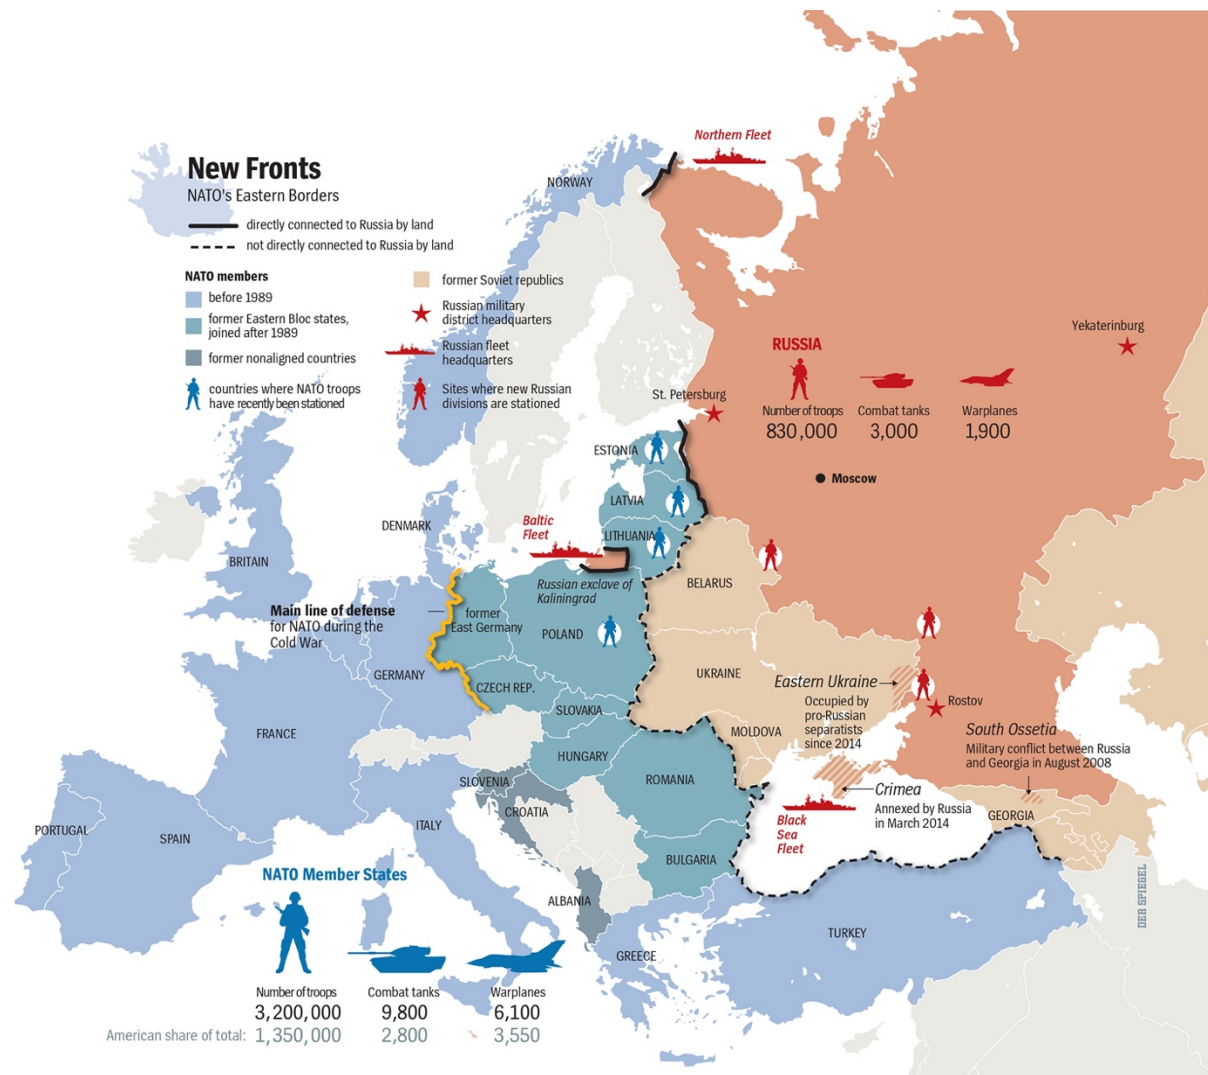 New Fronts
NATO's Eastern Borders
directly connected to Russia by land
not directly connected to Russia by land
NATO members
before 1989
former Eastern Bloc states,
joined after 1989
former nonaligned countries
countries where NATO troops
have recently been stationed
former Soviet republics
Russian military
district headquarters
Russian fleet
headquarters
Sites where new Russian
divisions are stationed
Northern Fleet
NORWAY
Yekaterinburg
RUSSIA
Number of troops
830,000
Combat tanks
3,000
Warplanes
1,900
St. Petersburg
Moscow
ESTONIA
LATVIA
LITHUANIA
Baltic
Fleet
DENMARK
BRITAIN
Russian exclave of
Kaliningrad
BELARUS
Main line of defense
for NATO during the
Cold War
former
East Germany
POLAND
GERMANY
CZECH REP.
UKRAINE
Eastern Ukraine
Occupied by
pro-Russian
separatists
since 2014
Rostov
SLOVAKIA
South Ossetia
Military conflict between Russia
and Georgia in August 2008
FRANCE
MOLDOVA
HUNGARY
SLOVENIA
ROMANIA
CROATIA
Crimea
Annexed by Russia
in March 2014
Black
Sea
Fleet
GEORGIA
PORTUGAL
SPAIN
ITALY
BULGARIA
ALBANIA
GREECE
TURKEY
DER SPIEGEL
NATO Member States
Number of troops
3,200,000
Combat tanks
9,800
Warplanes
6,100
American share of total: 1,350,000 2,800 3,550